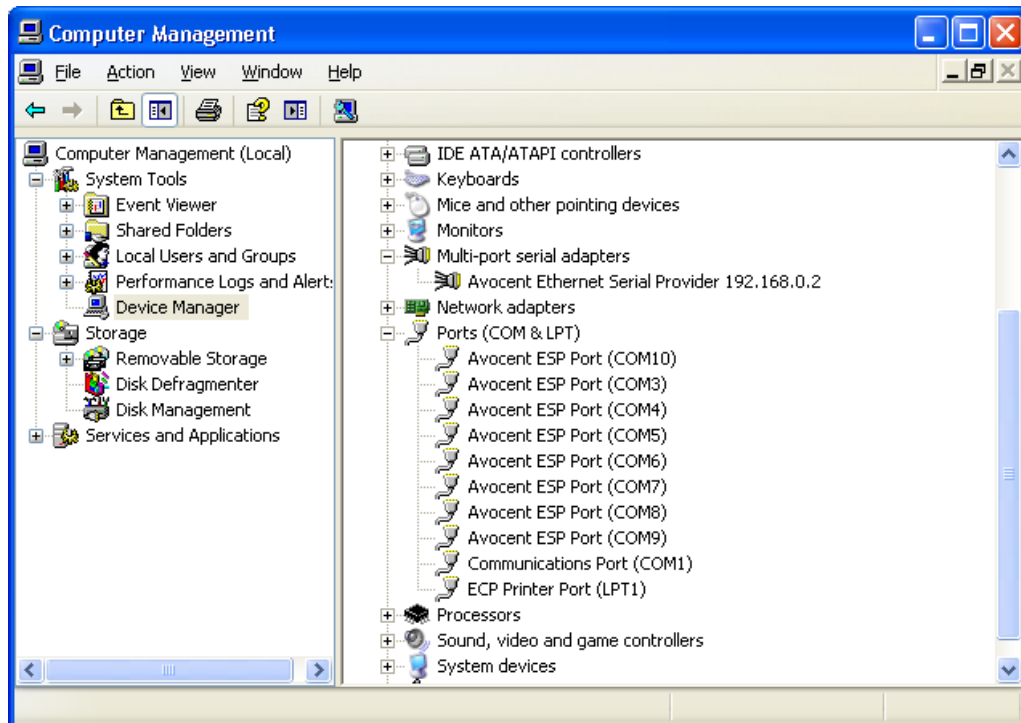 Computer Management
File Action View Window Help
Computer Management (Local)
System Tools
Event Viewer
Shared Folders
Local Users and Groups
Performance Logs and Alert
Device Manager
Storage
Removable Storage
Disk Defragmenter
Disk Management
Services and Applications
IDE ATA/ATAPI controllers
Keyboards
Mice and other pointing devices
Monitors
Multi-port serial adapters
Avocent Ethernet Serial Provider 192.168.0.2
Network adapters
Ports (COM & LPT)
Avocent ESP Port (COM10)
Avocent ESP Port (COM3)
Avocent ESP Port (COM4)
Avocent ESP Port (COM5)
Avocent ESP Port (COM6)
Avocent ESP Port (COM7)
Avocent ESP Port (COM8)
Avocent ESP Port (COM9)
Communications Port (COM1)
ECP Printer Port (LPT1)
Processors
Sound, video and game controllers
System devices